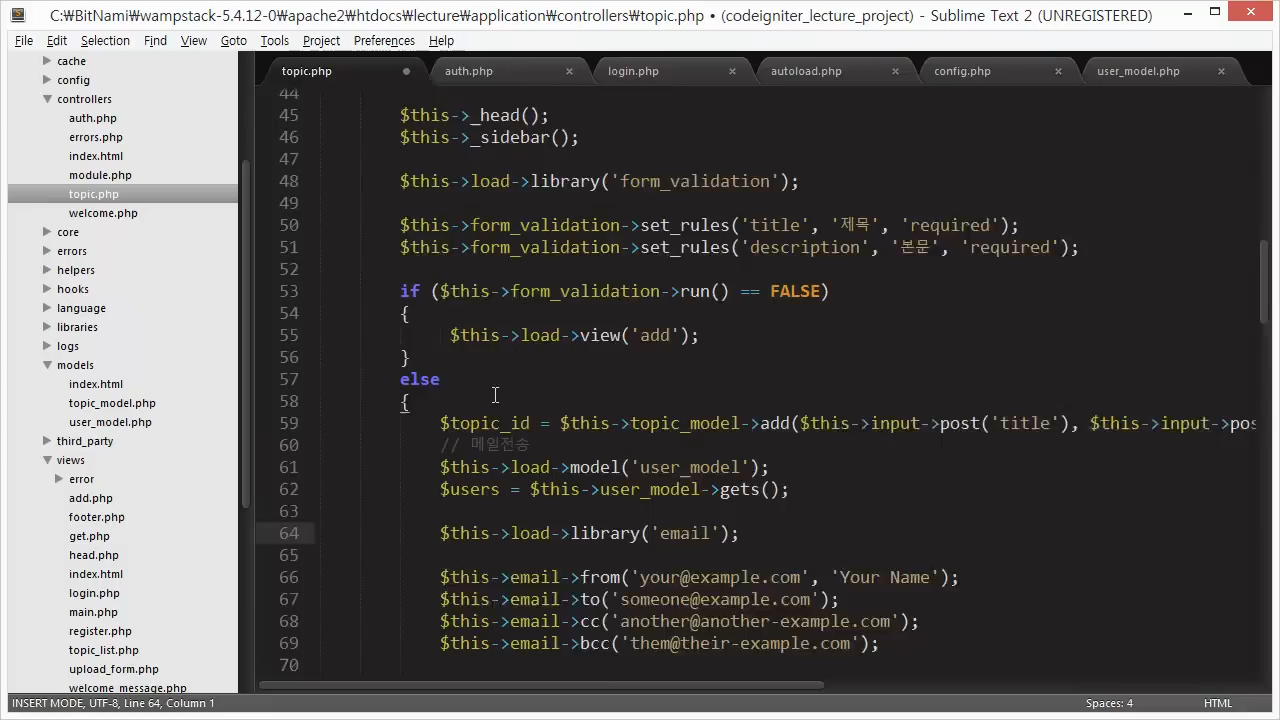 C:₩BitNami₩wampstack-5.4.12-0₩apache2₩htdocs₩lecture₩application₩controllers₩topic.php • (codeigniter_lecture_project) - Sublime Text 2 (UNREGISTERED)
File Edit Selection Find View Goto Tools Project Preferences Help
cache
config
controllers
auth.php
errors.php
index.html
module.php
topic.php
welcome.php
core
errors
helpers
hooks
language
libraries
logs
models
index.html
topic_model.php
user_model.php
third_party
views
error
add.php
footer.php
get.php
head.php
index.html
login.php
main.php
register.php
topic_list.php
upload_form.php
welcome_message.php
topic.php auth.php login.php autoload.php config.php user_model.php
44
45 $this->_head();
46 $this->_sidebar();
47
48 $this->load->library('form_validation');
49
50 $this->form_validation->set_rules('title', '제목', 'required');
51 $this->form_validation->set_rules('description', '본문', 'required');
52
53 if ($this->form_validation->run() == FALSE)
54 {
55 $this->load->view('add');
56 }
57 else
58 {
59 $topic_id = $this->topic_model->add($this->input->post('title'), $this->input->pos
60 // 메일전송
61 $this->load->model('user_model');
62 $users = $this->user_model->gets();
63
64 $this->load->library('email');
65
66 $this->email->from('your@example.com', 'Your Name');
67 $this->email->to('someone@example.com');
68 $this->email->cc('another@another-example.com');
69 $this->email->bcc('them@their-example.com');
70
INSERT MODE, UTF-8, Line 64, Column 1 Spaces: 4 HTML